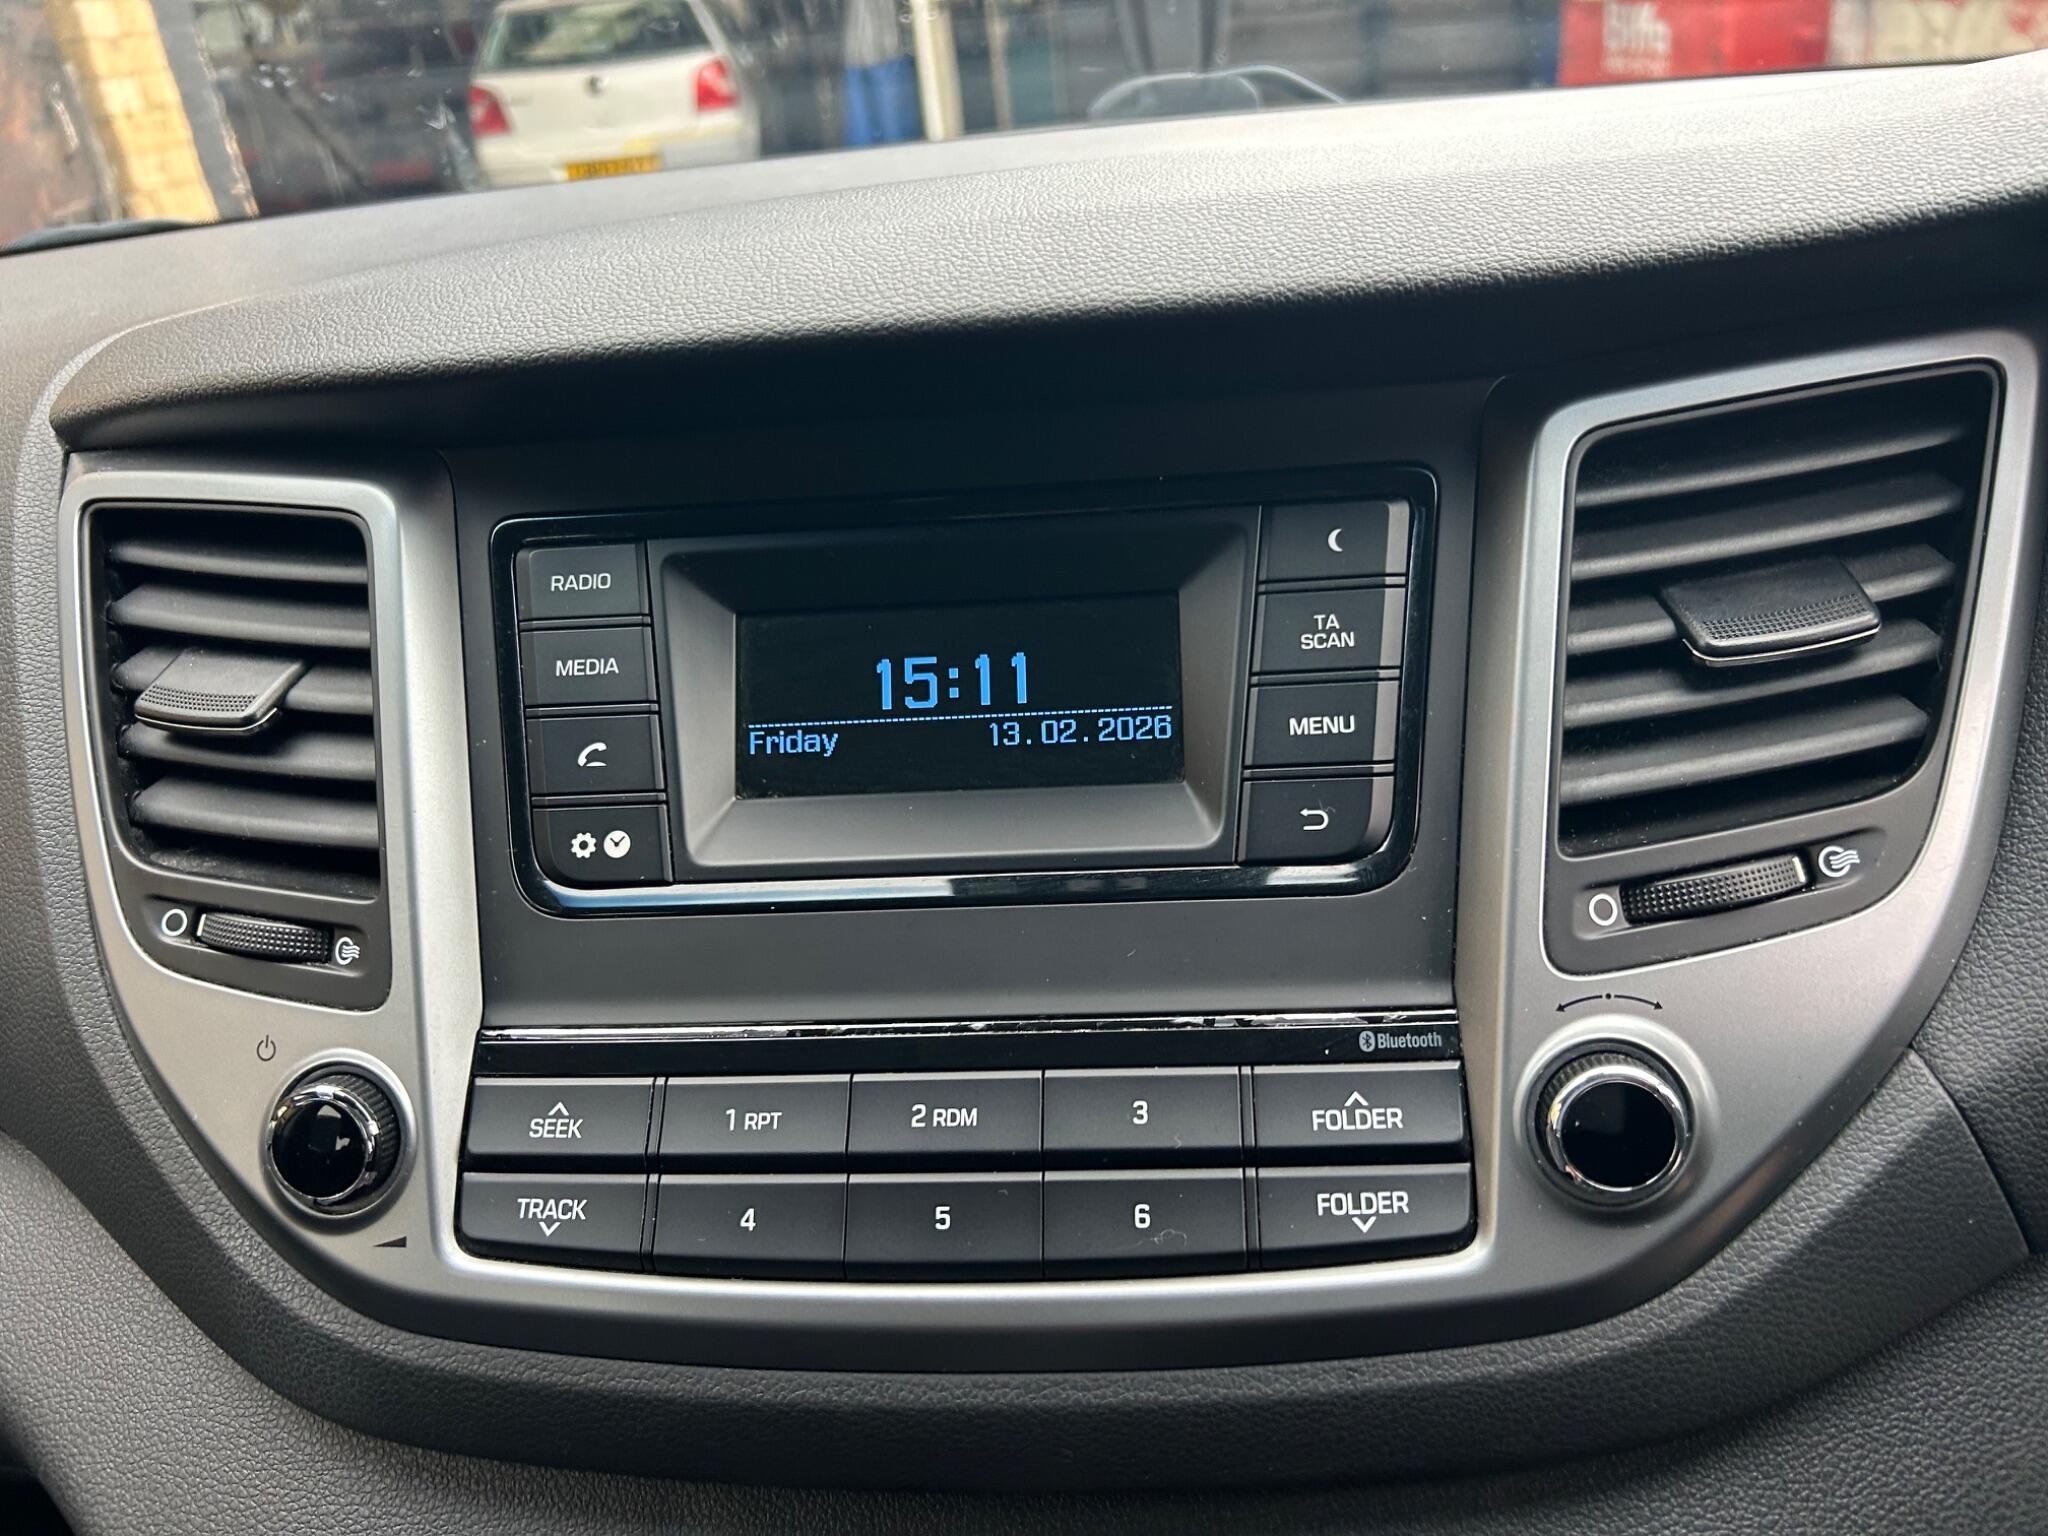 biffa
RADIO
MEDIA
15:11
Friday 13.02.2026
TA
SCAN
MENU
Bluetooth
SEEK
1 RPT
2 RDM
3
FOLDER
TRACK
4
5
6
FOLDER